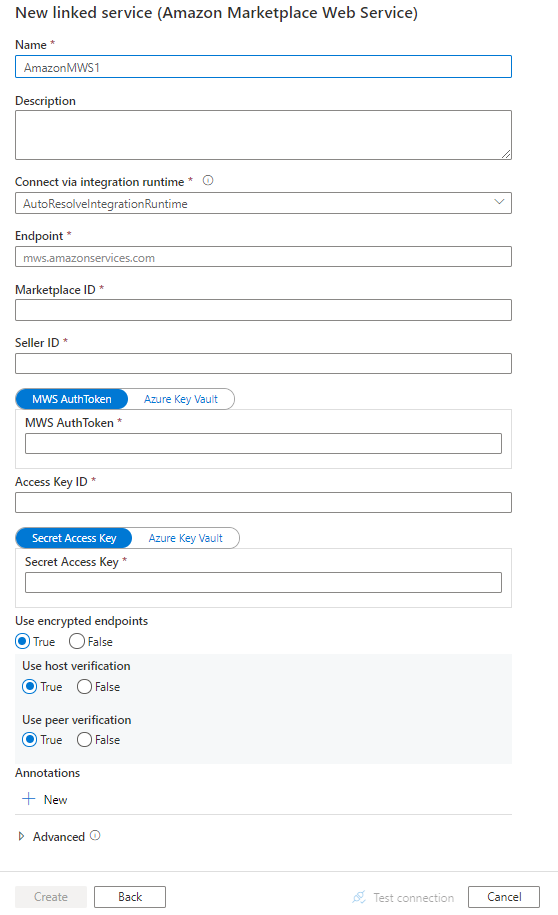 New linked service (Amazon Marketplace Web Service)
Name *
AmazonMWS1
Description
Connect via integration runtime *
AutoResolveIntegrationRuntime
Endpoint *
mws.amazonservices.com
Marketplace ID *
Seller ID *
MWS AuthToken Azure Key Vault
MWS AuthToken *
Access Key ID *
Secret Access Key Azure Key Vault
Secret Access Key *
Use encrypted endpoints
True False
Use host verification
True False
Use peer verification
True False
Annotations
New
Advanced
Create Back Test connection Cancel